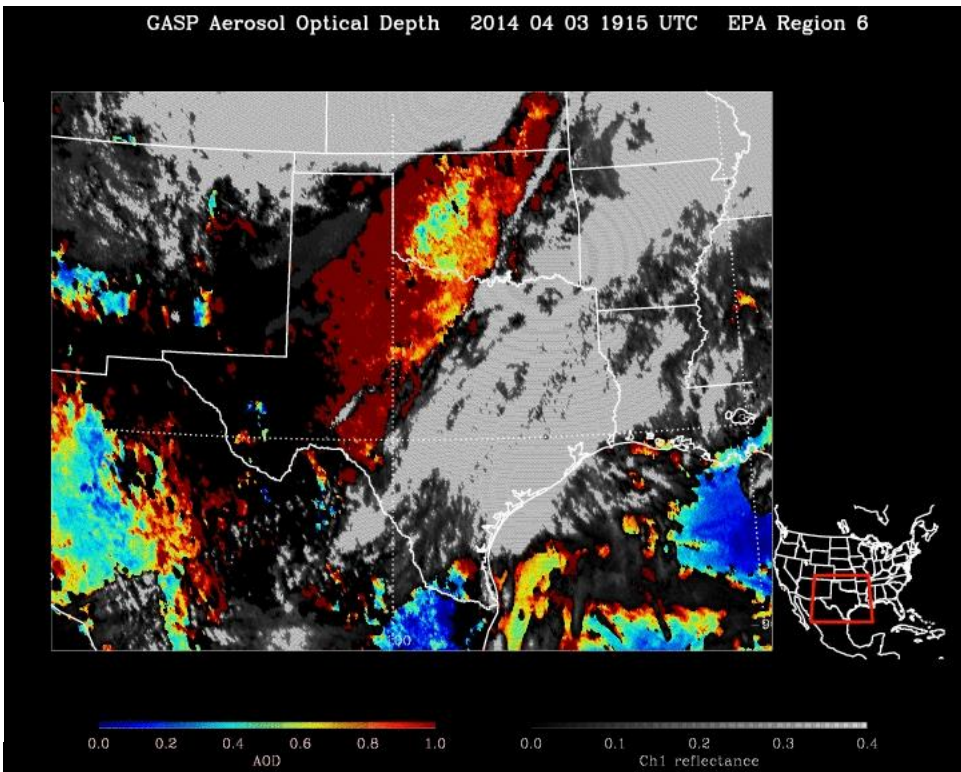 GASP Aerosol Optical Depth 2014 04 03 1915 UTC EPA Region 6
100
0.0 0.2 0.4 0.6 0.8 1.0
AOD
0.0 0.1 0.2 0.3 0.4
Ch1 reflectance